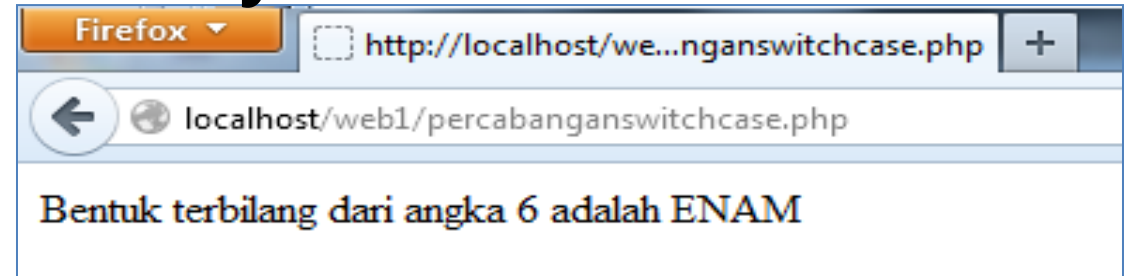 Firefox
http://localhost/we...nganswitchcase.php
localhost/web1/percabanganswitchcase.php
Bentuk terbilang dari angka 6 adalah ENAM